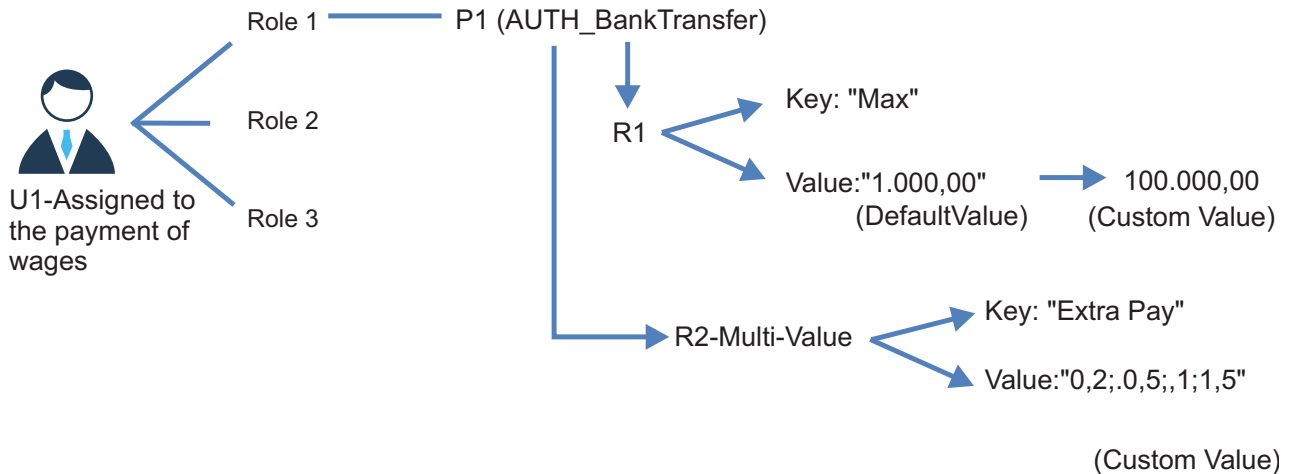 Role 1
P1 (AUTH_BankTransfer)
Key: "Max"
Role 2
R1
U1-Assigned to
the payment of
wages
Value:"1.000,00"
(DefaultValue)
100.000,00
(Custom Value)
Role 3
Key: "Extra Pay"
R2-Multi-Value
Value:"0,2;.0,5;,1;1,5"
(Custom Value)